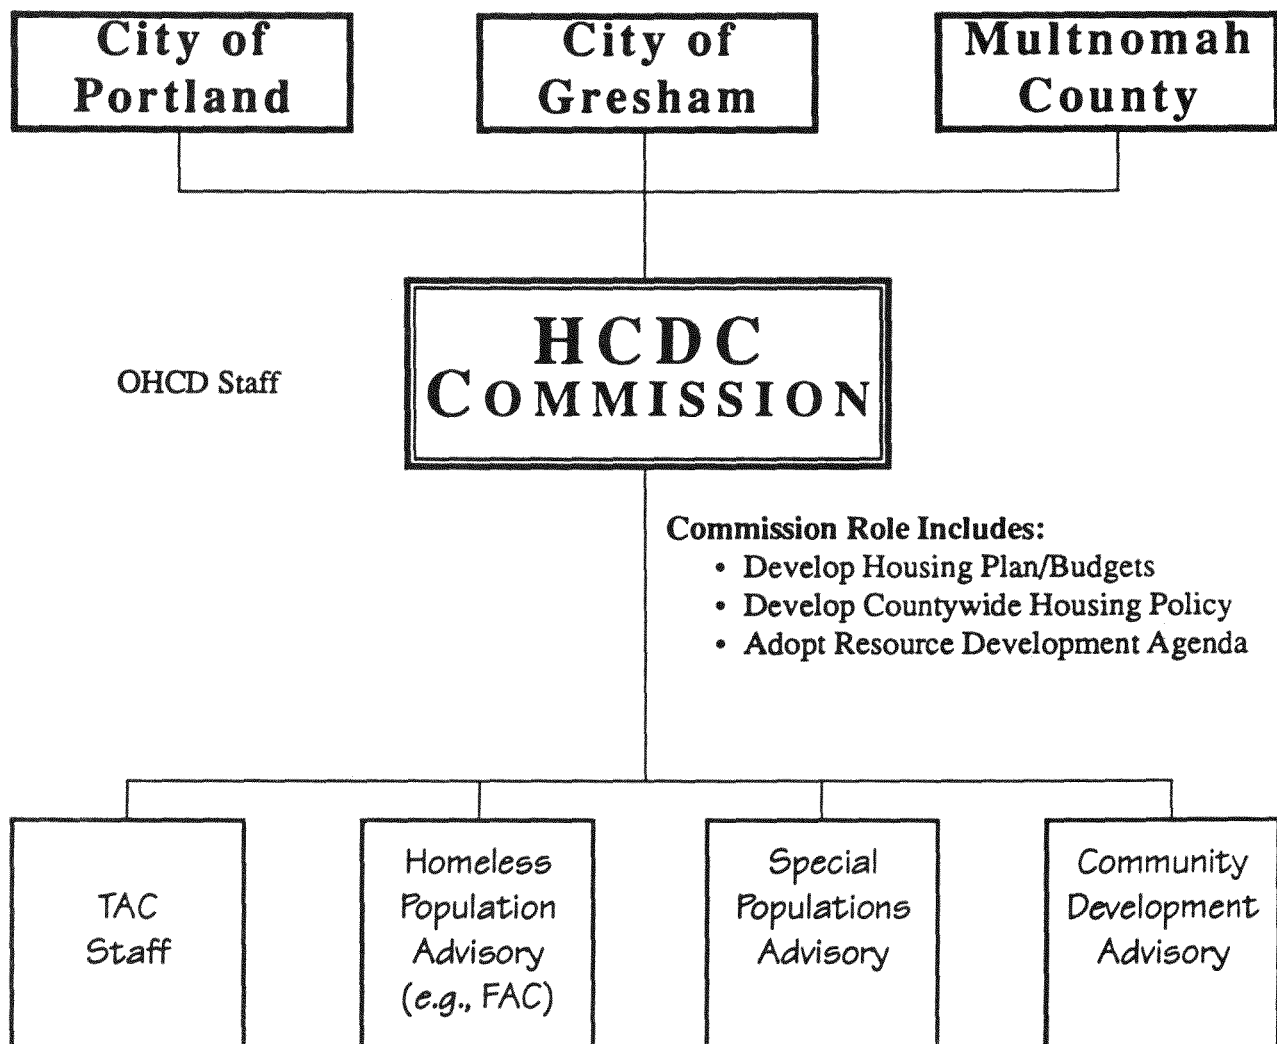 City of
Portland
City of
Gresham
Multnomah
County
HCDC
COMMISSION
OHCD Staff
Commission Role Includes:
• Develop Housing Plan/Budgets
• Develop Countywide Housing Policy
• Adopt Resource Development Agenda
TAC
Staff
Homeless
Population
Advisory
(e.g., FAC)
Special
Populations
Advisory
Community
Development
Advisory